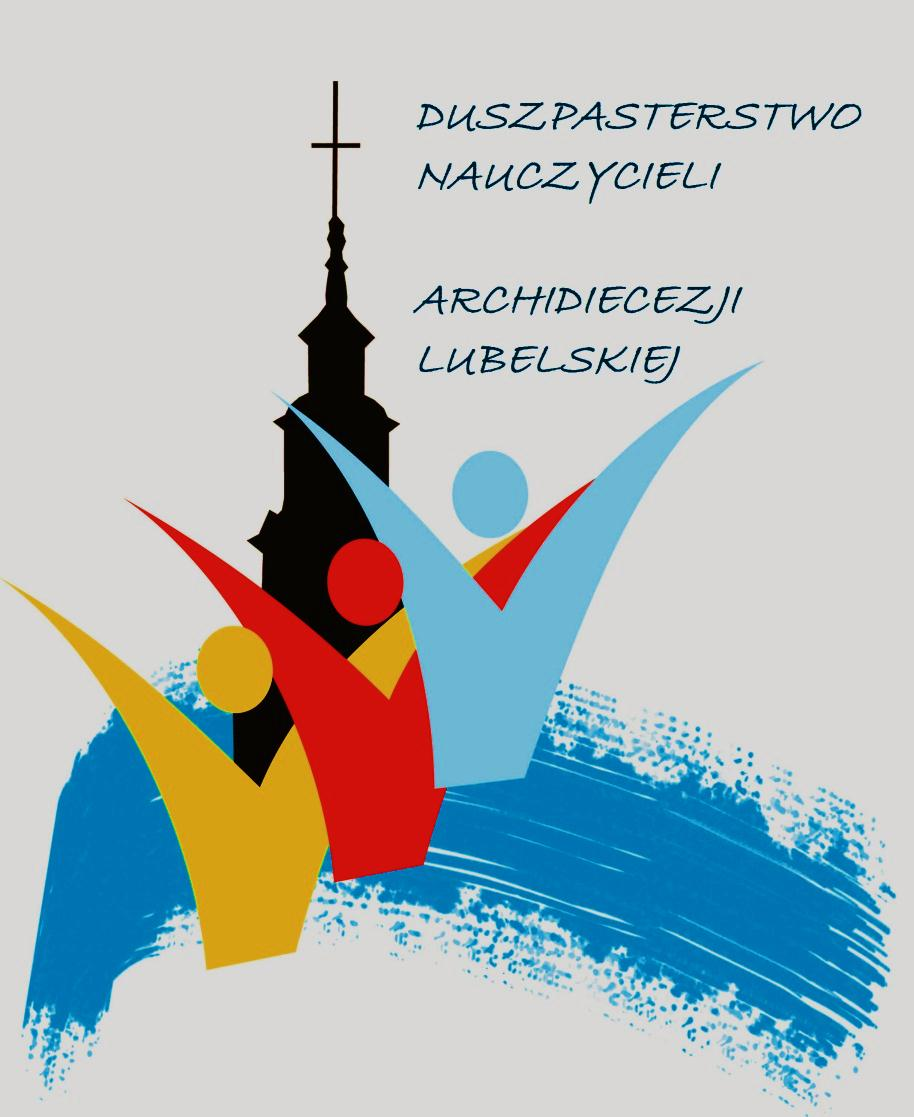 DUSZPASTERSTWO
NAUCZYCIELI
ARCHIDIECEZJI
LUBELSKIEJ